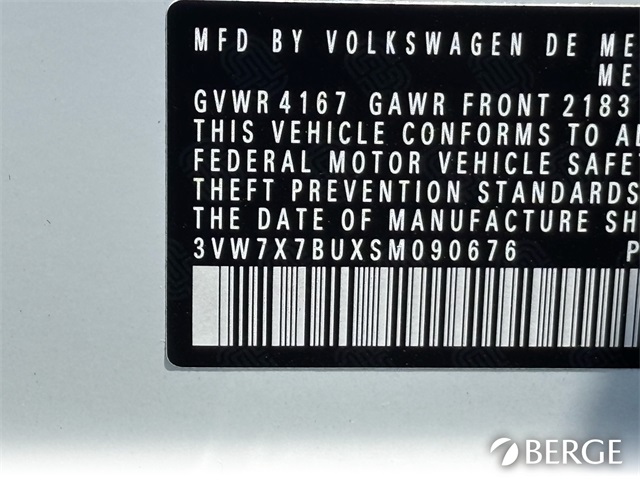 MFD BY VOLKSWAGEN DE ME
ME
GVWR 4167 GAWR FRONT 2183
THIS VEHICLE CONFORMS TO AL
FEDERAL MOTOR VEHICLE SAFE
THEFT PREVENTION STANDARDS
THE DATE OF MANUFACTURE SH
3VW7X7BUXSM090676 P
BERGE